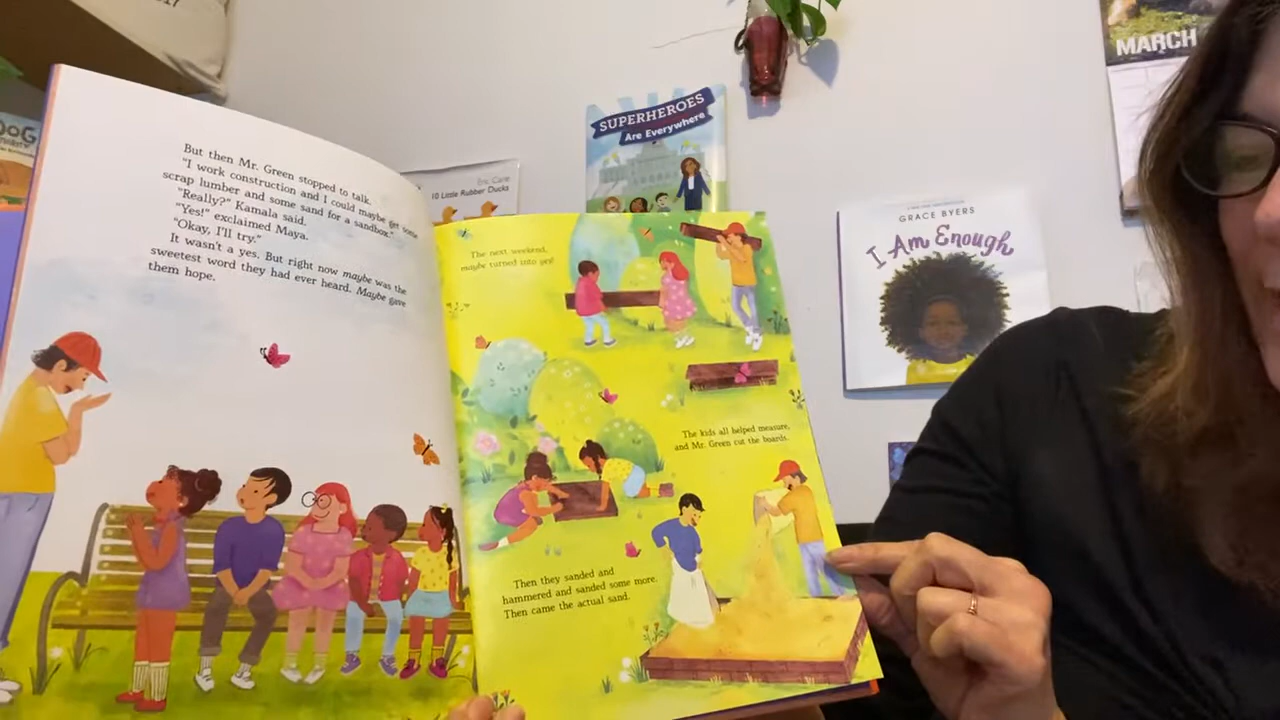 But then Mr. Green stopped to talk.
"I work construction and I could maybe get some
scrap lumber and some sand for a sandbox."
"Really?" Kamala said.
"Yes!" exclaimed Maya.
"Okay, I'll try."
It wasn't a yes. But right now maybe was the
sweetest word they had ever heard. Maybe gave
them hope.
The next weekend,
maybe turned into yes!
The kids all helped measure,
and Mr. Green cut the boards.
Then they sanded and
hammered and sanded some more.
Then came the actual sand.
Eric Carle
10 Little Rubber Ducks
SUPERHEROES
Are Everywhere
GRACE BYERS
I Am Enough
MARCH